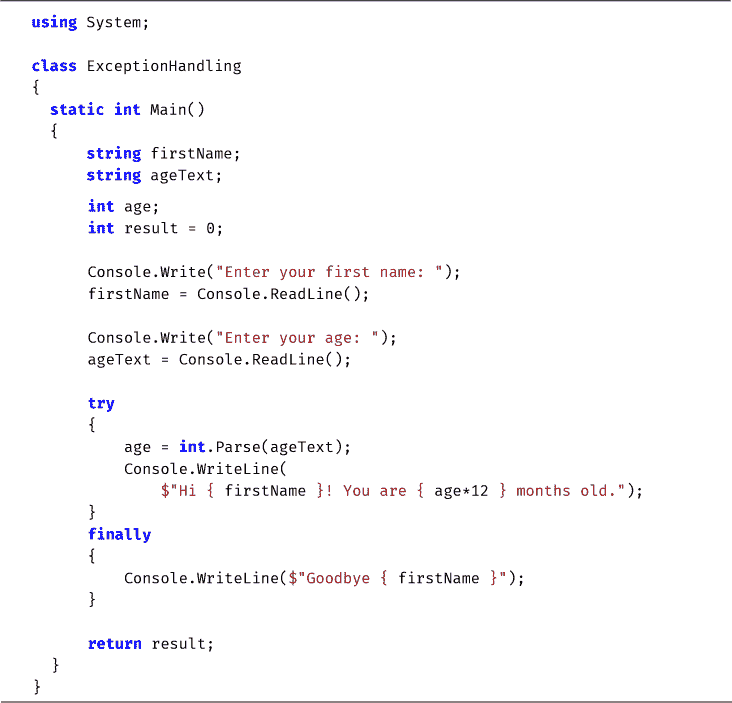 using System;
class ExceptionHandling
{
static int Main()
{
string firstName;
string ageText;
int age;
int result = 0;
Console.Write("Enter your first name: ");
firstName = Console.ReadLine();
Console.Write("Enter your age: ");
ageText = Console.ReadLine();
try
{
age = int.Parse(ageText);
Console.WriteLine(
$"Hi { firstName }! You are { age*12 } months old.");
}
finally
{
Console.WriteLine($"Goodbye { firstName }");
}
return result;
}
}